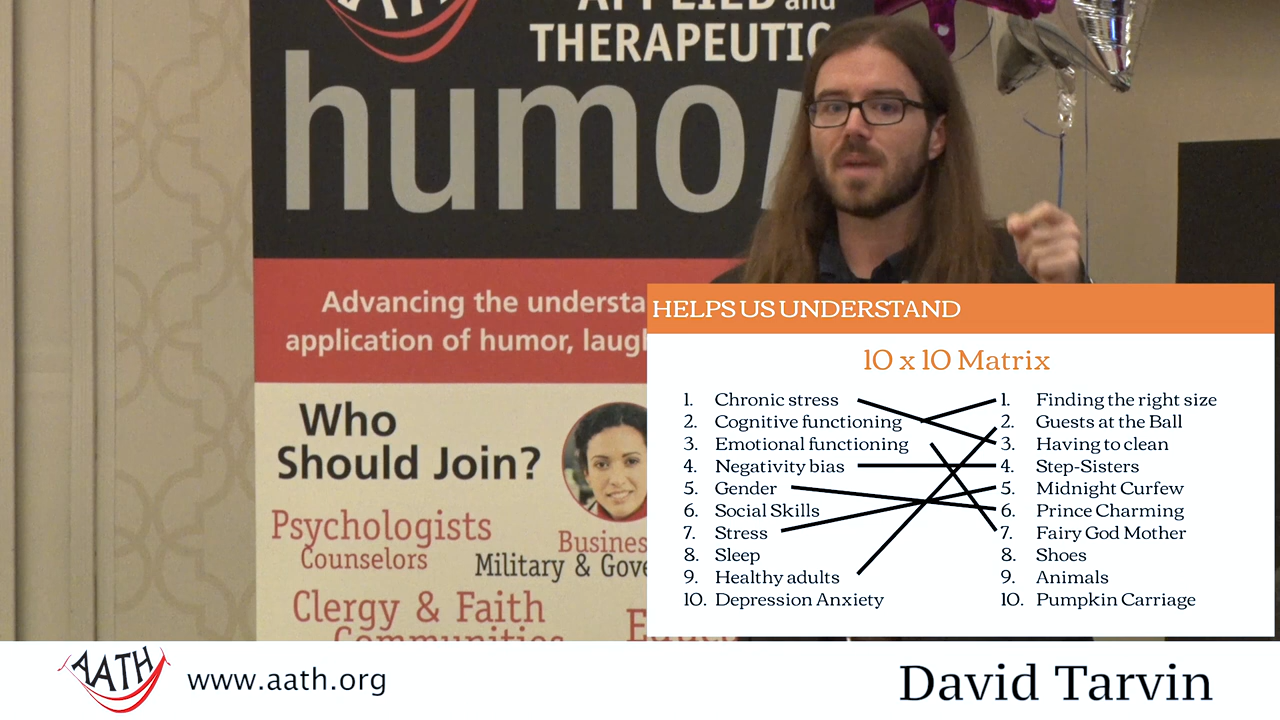 AATH
APPLIED and
THERAPEUTIC
humor
Advancing the understa
application of humor, laugh
Who
Should Join?
Psychologists
Counselors
Business
Military & Gove
Clergy & Faith
Communities
HELPS US UNDERSTAND
10 x 10 Matrix
1. Chronic stress
2. Cognitive functioning
3. Emotional functioning
4. Negativity bias
5. Gender
6. Social Skills
7. Stress
8. Sleep
9. Healthy adults
10. Depression Anxiety
1. Finding the right size
2. Guests at the Ball
3. Having to clean
4. Step-Sisters
5. Midnight Curfew
6. Prince Charming
7. Fairy God Mother
8. Shoes
9. Animals
10. Pumpkin Carriage
AATH
www.aath.org
David Tarvin